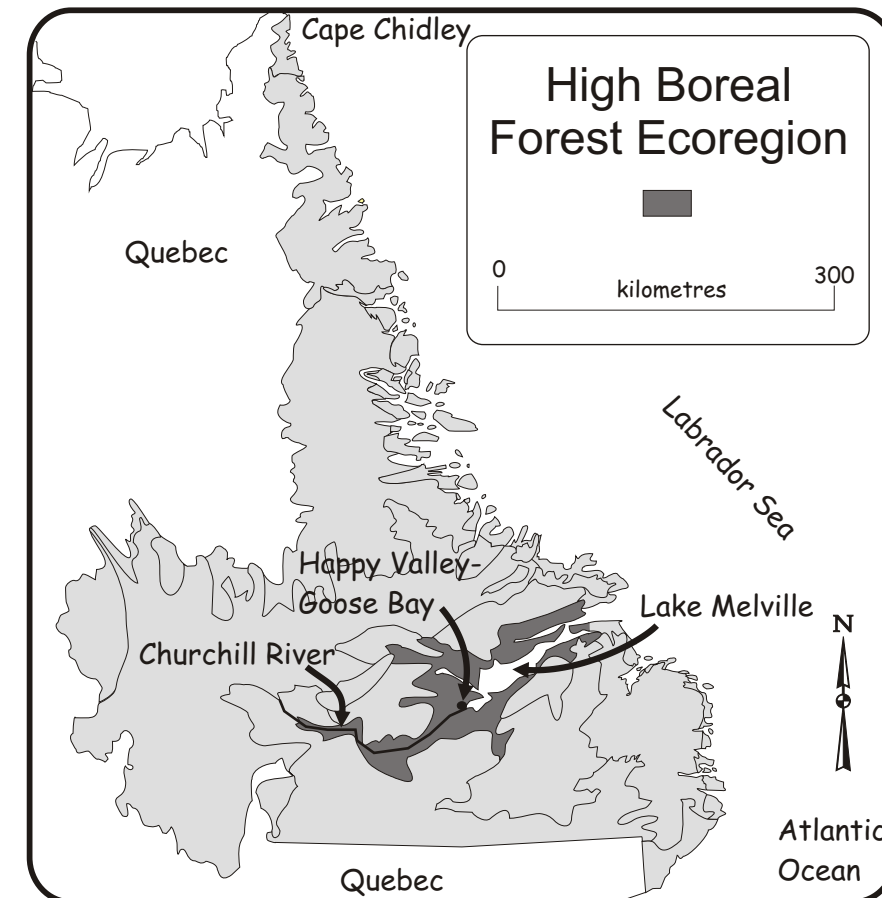 Cape Chidley
High Boreal
Forest Ecoregion
0
300
kilometres
Quebec
Labrador Sea
Happy Valley-
Goose Bay
Lake Melville
Churchill River
N
Atlantic
Ocean
Quebec